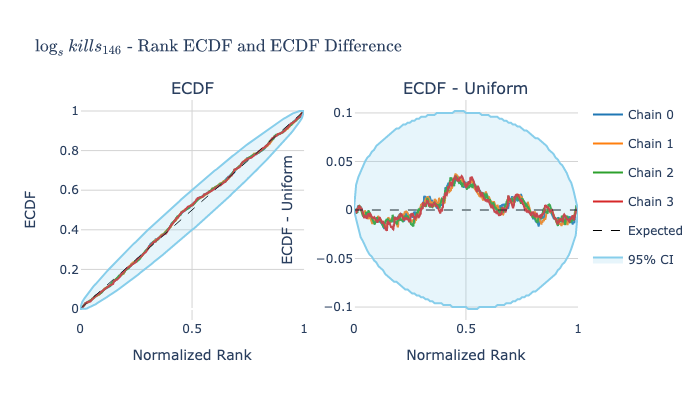 log_s kills_146 - Rank ECDF and ECDF Difference
ECDF
ECDF - Uniform
ECDF
1
0.8
0.6
0.4
0.2
0
0
0.5
1
Normalized Rank
ECDF - Uniform
0.1
0.05
0
−0.05
−0.1
0
0.5
1
Normalized Rank
Chain 0
Chain 1
Chain 2
Chain 3
Expected
95% CI